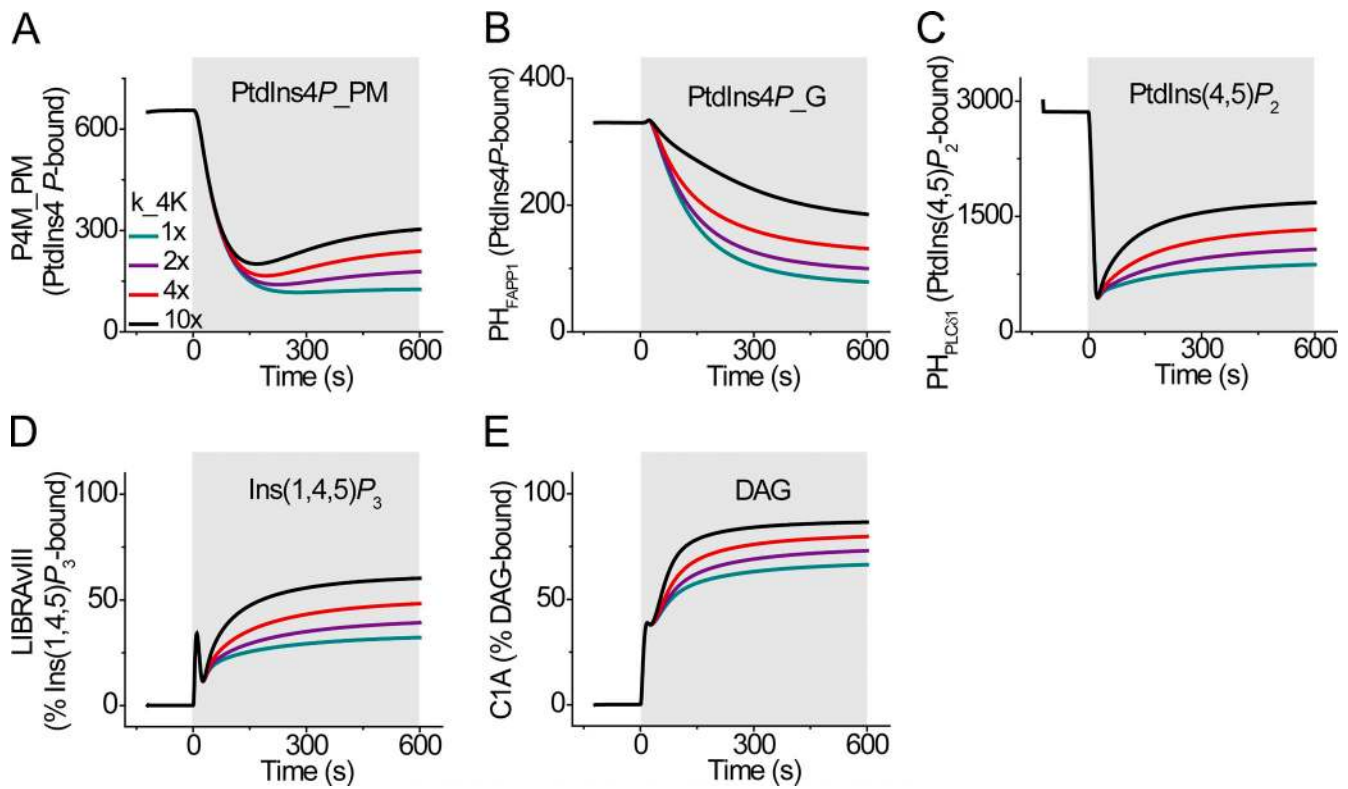 A
P4M_PM
(PtdIns4 P-bound)
600
300
0
PtdIns4P_PM
k_4K
1x
2x
4x
10x
0
300
600
Time (s)
B
PH_FAPP1 (PtdIns4P-bound)
400
200
0
PtdIns4P_G
0
300
600
Time (s)
C
PH_PLCδ1 (PtdIns(4,5)P₂-bound)
3000
1500
0
PtdIns(4,5)P₂
0
300
600
Time (s)
D
LIBRAvIII
(% Ins(1,4,5)P₃-bound)
100
50
0
Ins(1,4,5)P₃
0
300
600
Time (s)
E
C1A (% DAG-bound)
100
50
0
DAG
0
300
600
Time (s)